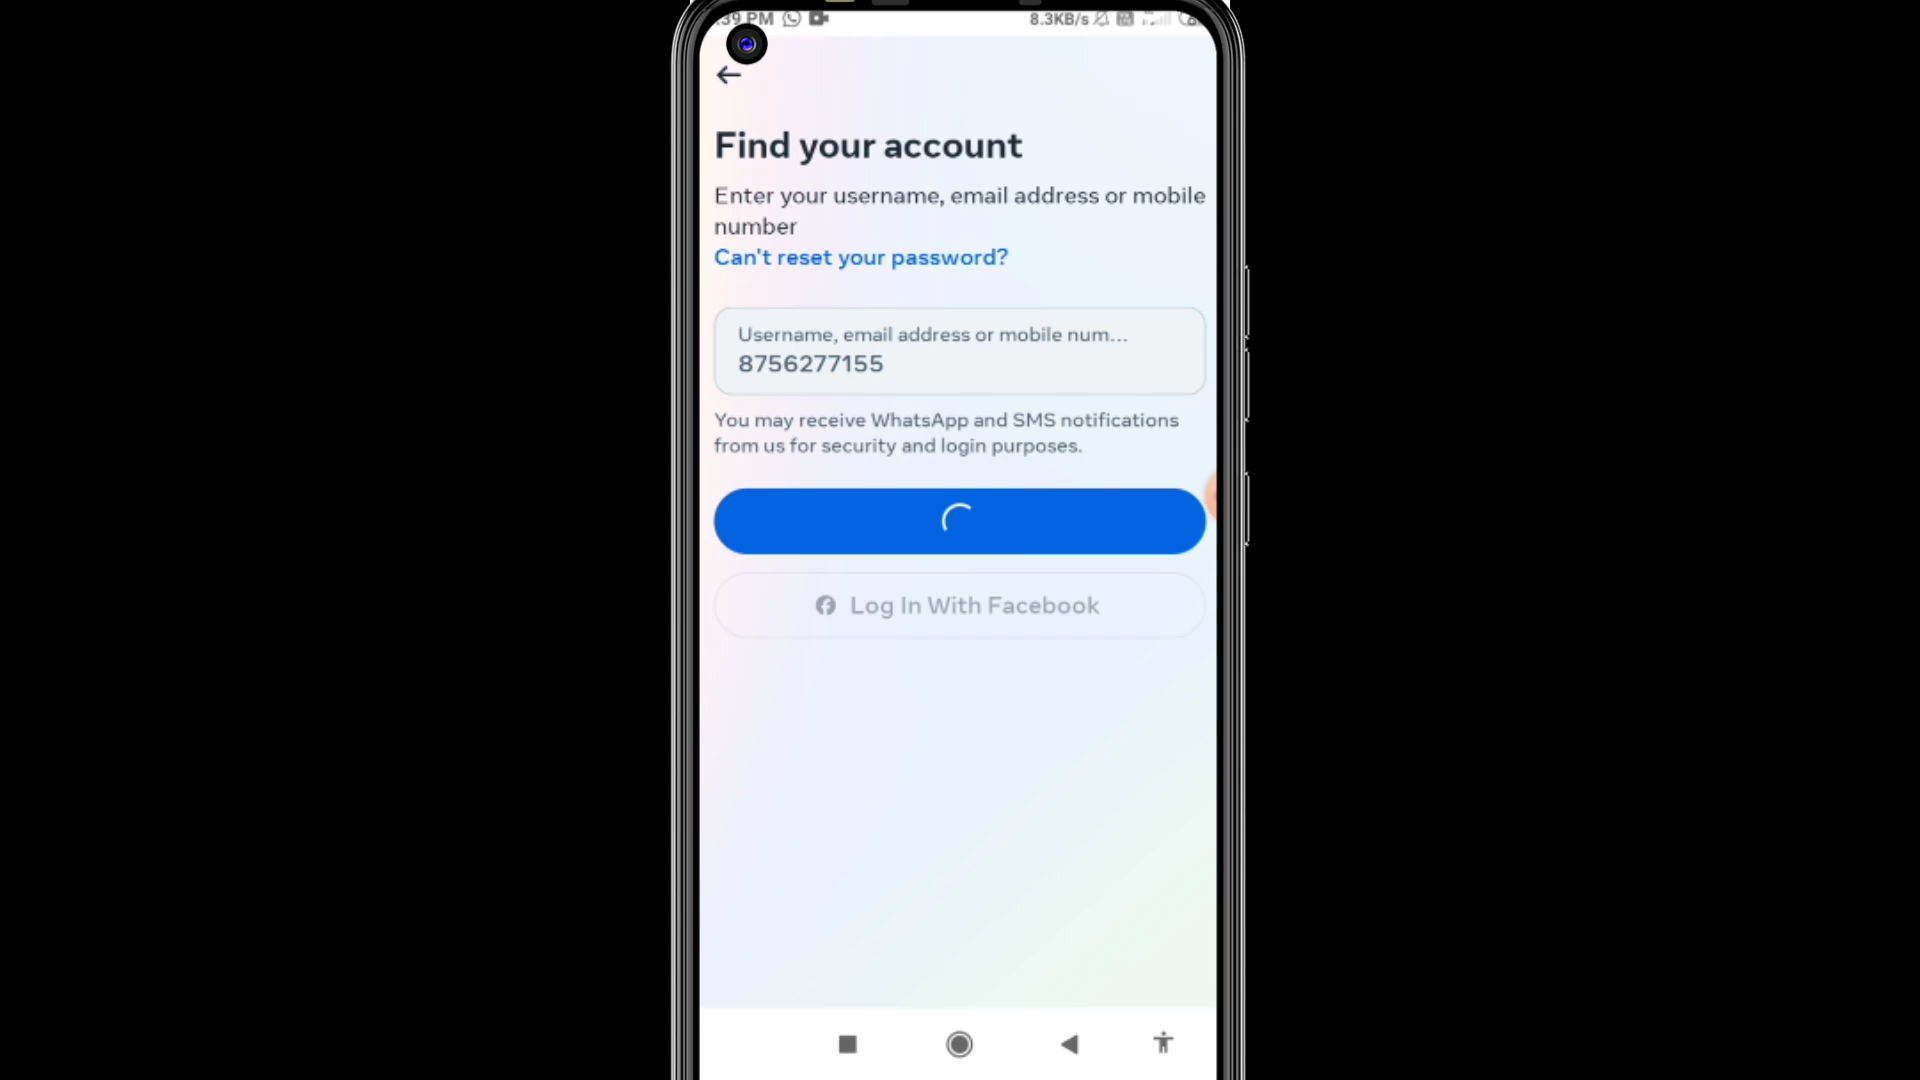 :39 PM
8.3KB/s
Find your account
Enter your username, email address or mobile
number
Can't reset your password?
Username, email address or mobile num...
8756277155
You may receive WhatsApp and SMS notifications
from us for security and login purposes.
Log In With Facebook